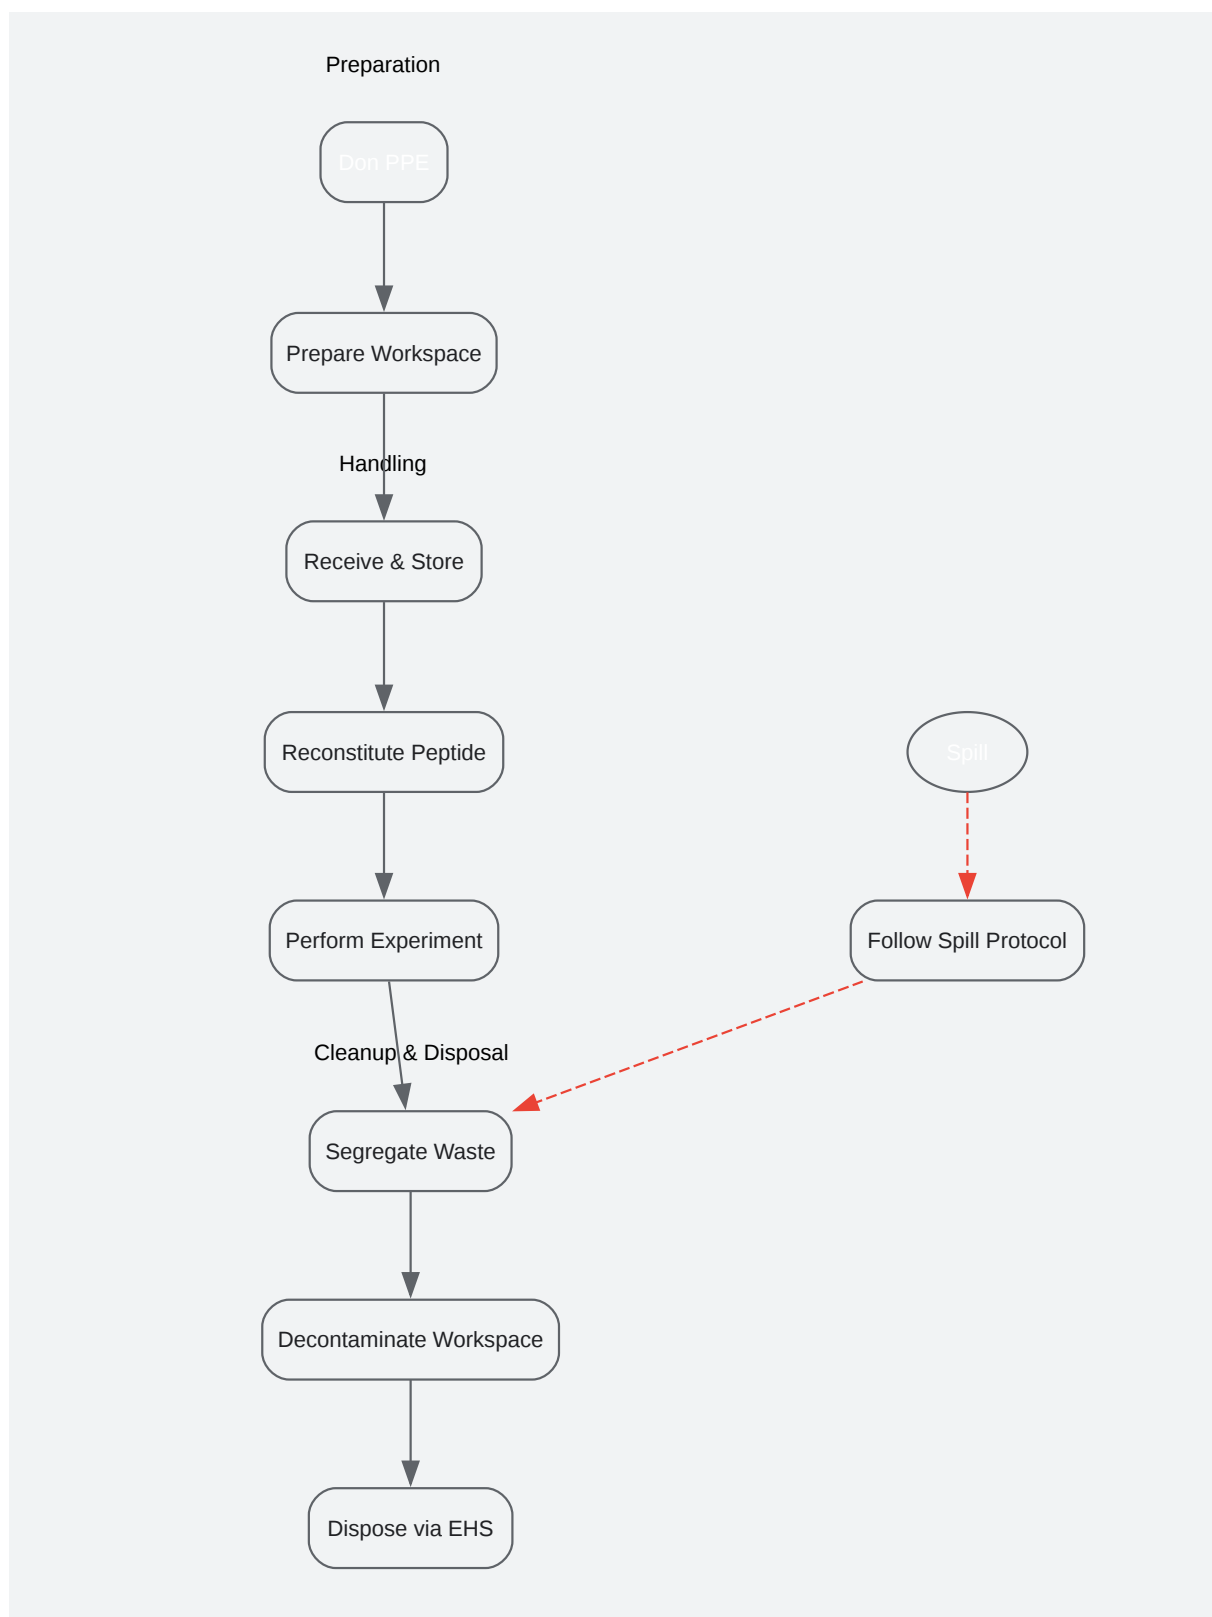 Preparation
Don PPE
Prepare Workspace
Handling
Receive & Store
Reconstitute Peptide
Spill
Perform Experiment
Follow Spill Protocol
Cleanup & Disposal
Segregate Waste
Decontaminate Workspace
Dispose via EHS